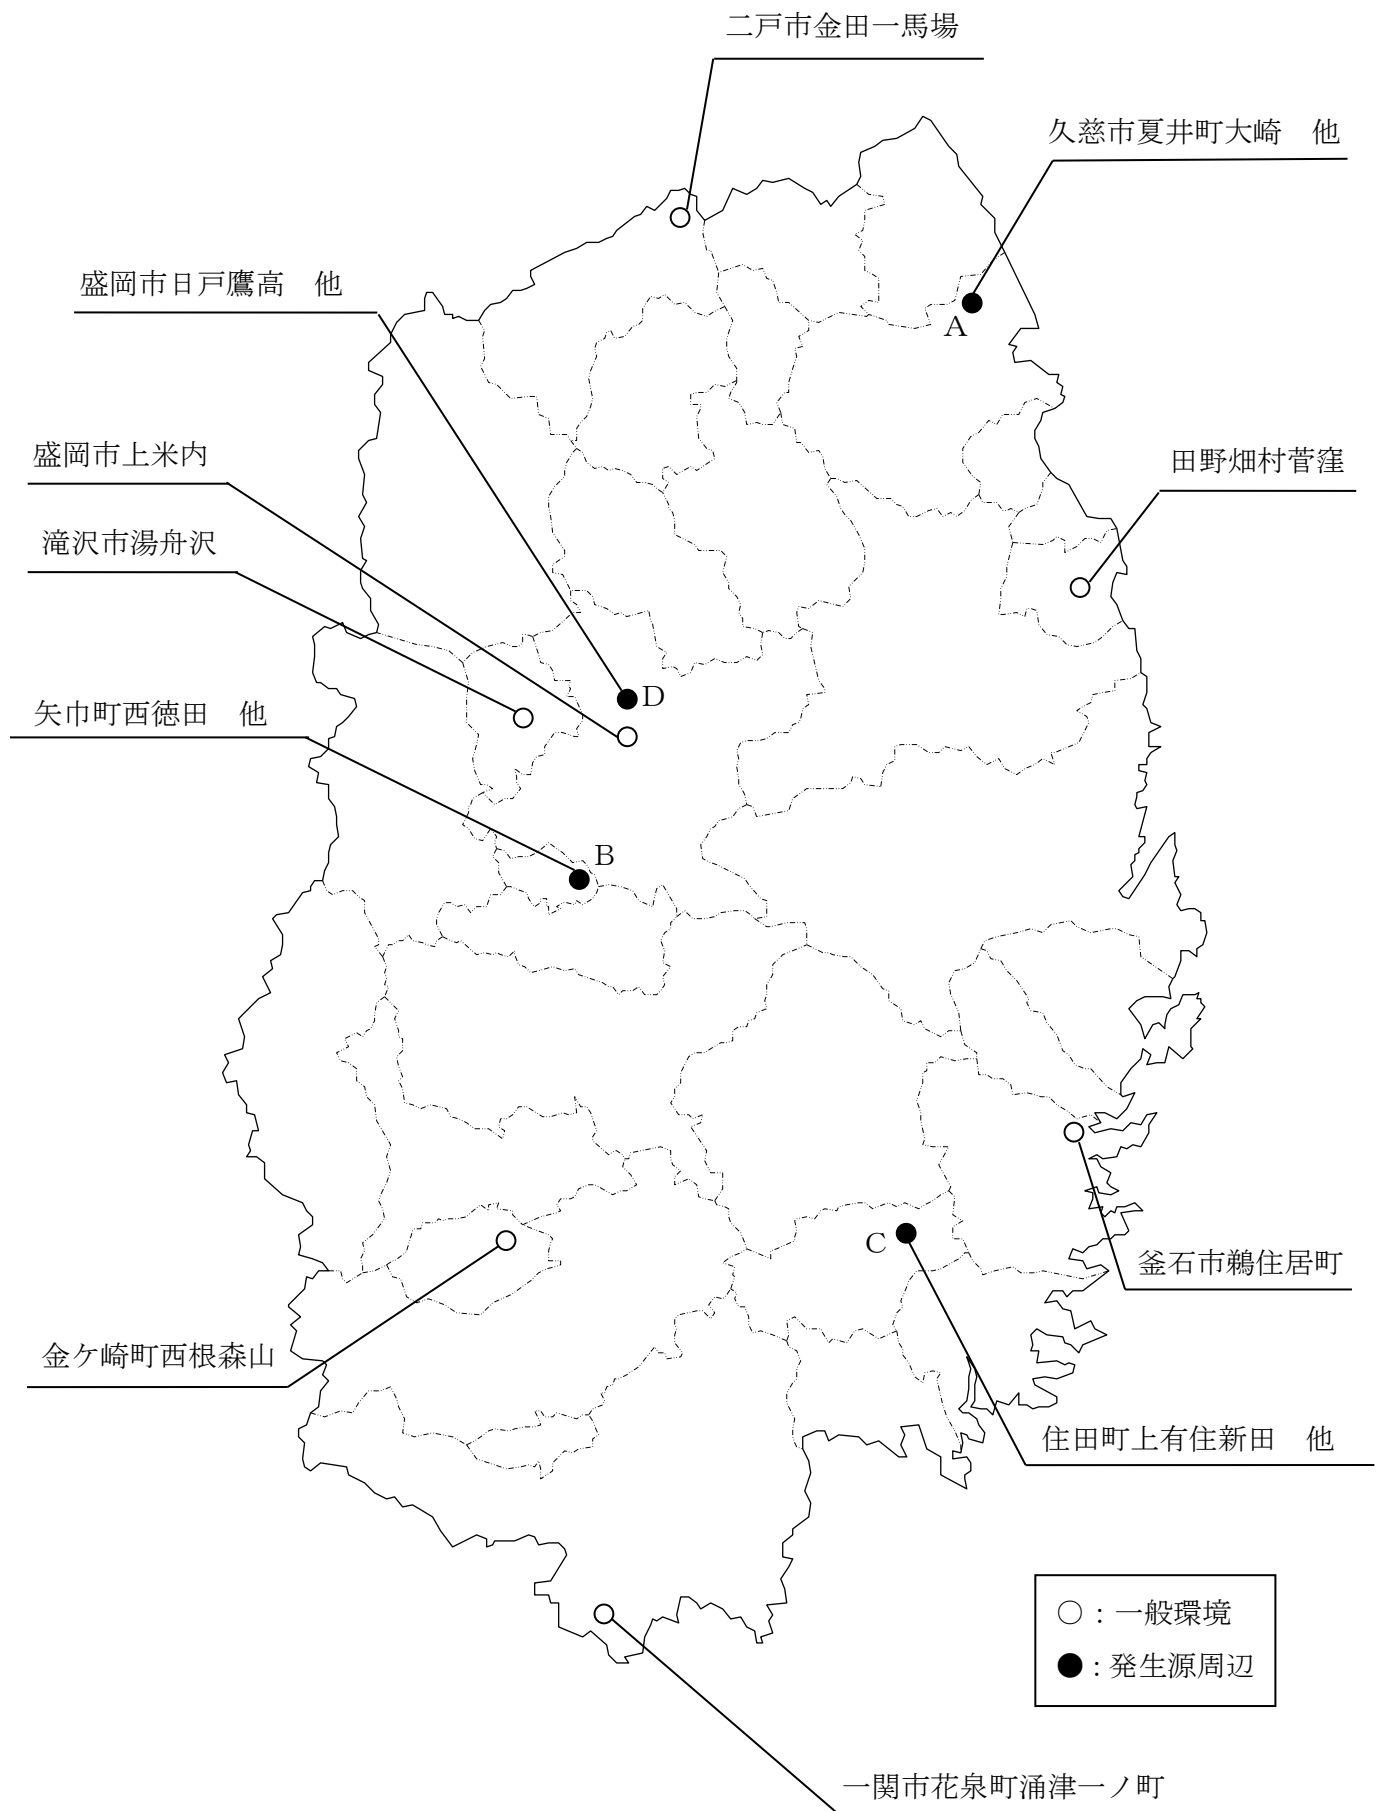 二戸市金田一馬場
久慈市夏井町大崎　他
盛岡市日戸鷹高　他
A
盛岡市上米内
田野畑村菅窪
滝沢市湯舟沢
D
矢巾町西徳田　他
B
C
釜石市鵜住居町
金ケ崎町西根森山
住田町上有住新田　他
○：一般環境
●：発生源周辺
一関市花泉町涌津一ノ町